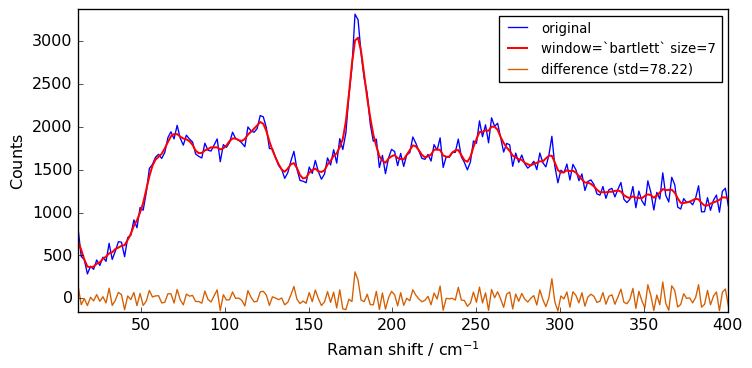 original
window=`bartlett` size=7
difference (std=78.22)
Counts
3000
2500
2000
1500
1000
500
0
50 100 150 200 250 300 350 400
Raman shift / cm⁻¹